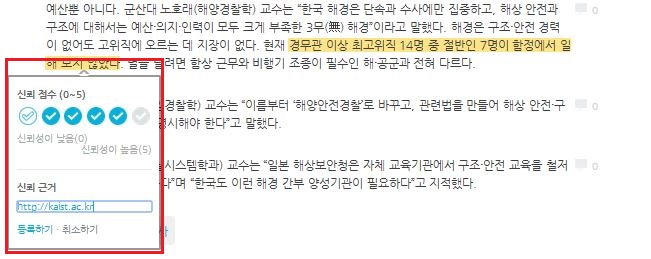 예산뿐 아니다. 군산대 노호래(해양경찰학) 교수는 “한국 해경은 단속과 수사에만 집중하고, 해상 안전과
0
구조에 대해서는 예산·의지·인력이 모두 크게 부족한 3무(無) 해경”이라고 말했다. 해경은 구조·안전 경력
이 없어도 고위직에 오르는 데 지장이 없다. 현재 경무관 이상 최고위직 14명 중 절반인 7명이 함정에서 일
해 보지 않았다.
려면 함상 근무와 비행기 조종이 필수인 해·공군과 전혀 다르다.
신뢰 점수 (0~5)
찰학) 교수는 “이름부터 ‘해양안전경찰’로 바꾸고, 관련법을 만들어 해상 안전·구
0
명시해야 한다”고 말했다.
신뢰성이 낮음(0)
신뢰성이 높음(5)
시스템학과) 교수는 “일본 해상보안청은 자체 교육기관에서 구조·안전 교육을 철저
0
다”며 “한국도 이런 해경 간부 양성기관이 필요하다”고 지적했다.
신뢰 근거
http://kaist.ac.kr
등록하기 · 취소하기